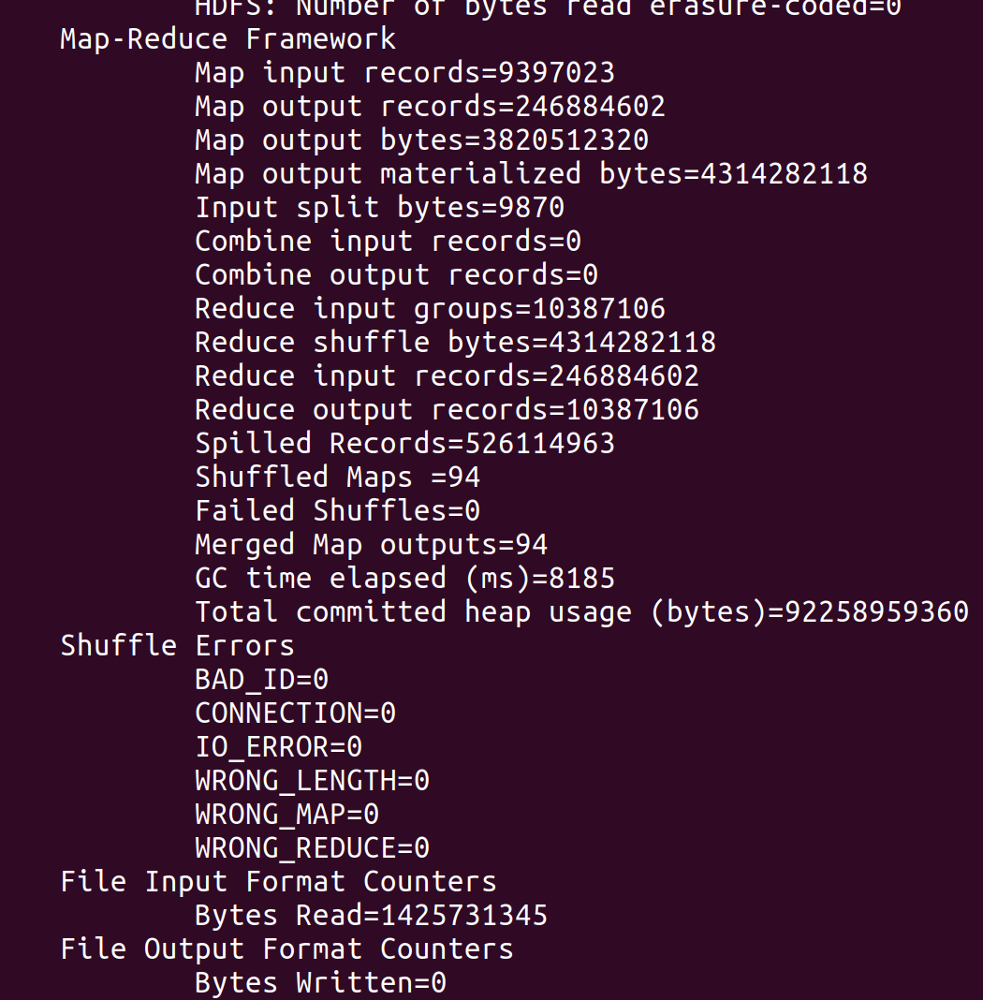 HDFS: Number of bytes read erasure-coded=0
Map-Reduce Framework
Map input records=9397023
Map output records=246884602
Map output bytes=3820512320
Map output materialized bytes=4314282118
Input split bytes=9870
Combine input records=0
Combine output records=0
Reduce input groups=10387106
Reduce shuffle bytes=4314282118
Reduce input records=246884602
Reduce output records=10387106
Spilled Records=526114963
Shuffled Maps =94
Failed Shuffles=0
Merged Map outputs=94
GC time elapsed (ms)=8185
Total committed heap usage (bytes)=92258959360
Shuffle Errors
BAD_ID=0
CONNECTION=0
IO_ERROR=0
WRONG_LENGTH=0
WRONG_MAP=0
WRONG_REDUCE=0
File Input Format Counters
Bytes Read=1425731345
File Output Format Counters
Bytes Written=0